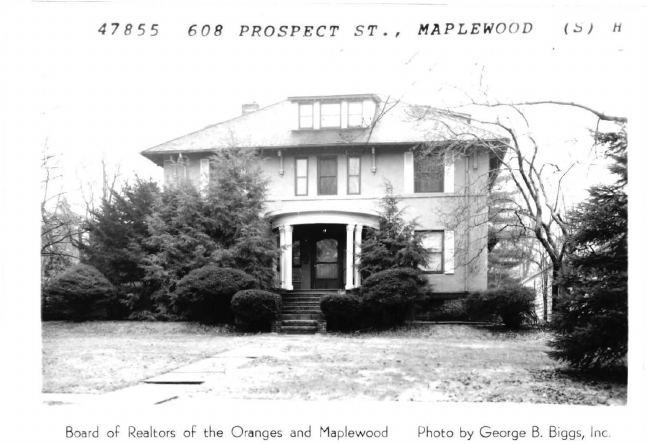 47855 608 PROSPECT ST., MAPLEWOOD (S) H
Board of Realtors of the Oranges and Maplewood Photo by George B. Biggs, Inc.